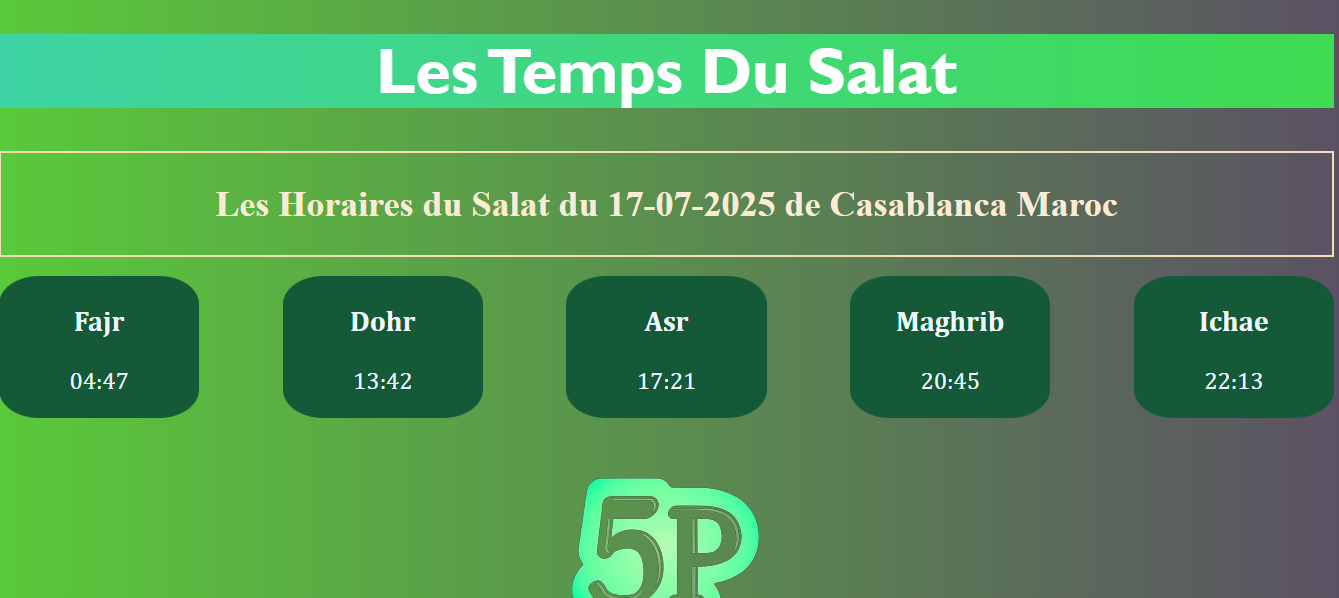 Les Temps Du Salat
Les Horaires du Salat du 17-07-2025 de Casablanca Maroc
Fajr
04:47
Dohr
13:42
Asr
17:21
Maghrib
20:45
Ichae
22:13
5P